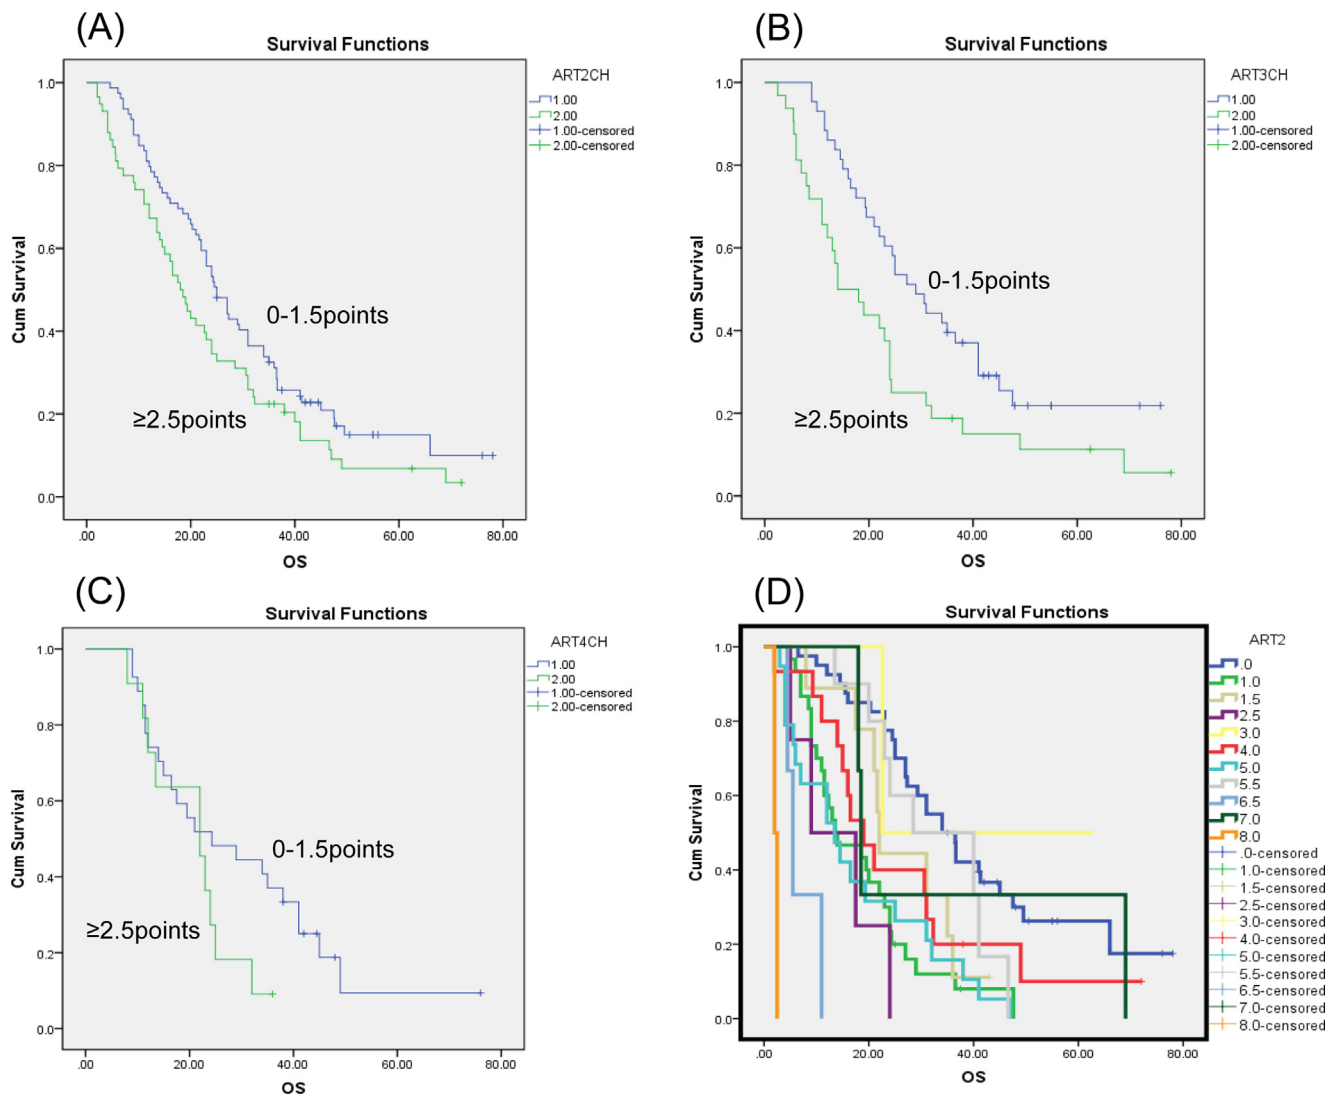 (A)
Survival Functions
1.0
0.8
0.6
0.4
0.2
0.0
Cum Survival
0-1.5points
≥2.5points
.00 20.00 40.00 60.00 80.00
OS
ART2CH
1.00
2.00
1.00-censored
2.00-censored
(B)
Survival Functions
1.0
0.8
0.6
0.4
0.2
0.0
Cum Survival
0-1.5points
≥2.5points
.00 20.00 40.00 60.00 80.00
OS
ART3CH
1.00
2.00
1.00-censored
2.00-censored
(C)
Survival Functions
1.0
0.8
0.6
0.4
0.2
0.0
Cum Survival
0-1.5points
≥2.5points
.00 20.00 40.00 60.00 80.00
OS
ART4CH
1.00
2.00
1.00-censored
2.00-censored
(D)
Survival Functions
1.0
0.8
0.6
0.4
0.2
0.0
Cum Survival
.00 20.00 40.00 60.00 80.00
OS
ART2
.0
1.0
1.5
2.5
3.0
4.0
5.0
5.5
6.5
7.0
8.0
.0-censored
1.0-censored
1.5-censored
2.5-censored
3.0-censored
4.0-censored
5.0-censored
5.5-censored
6.5-censored
7.0-censored
8.0-censored